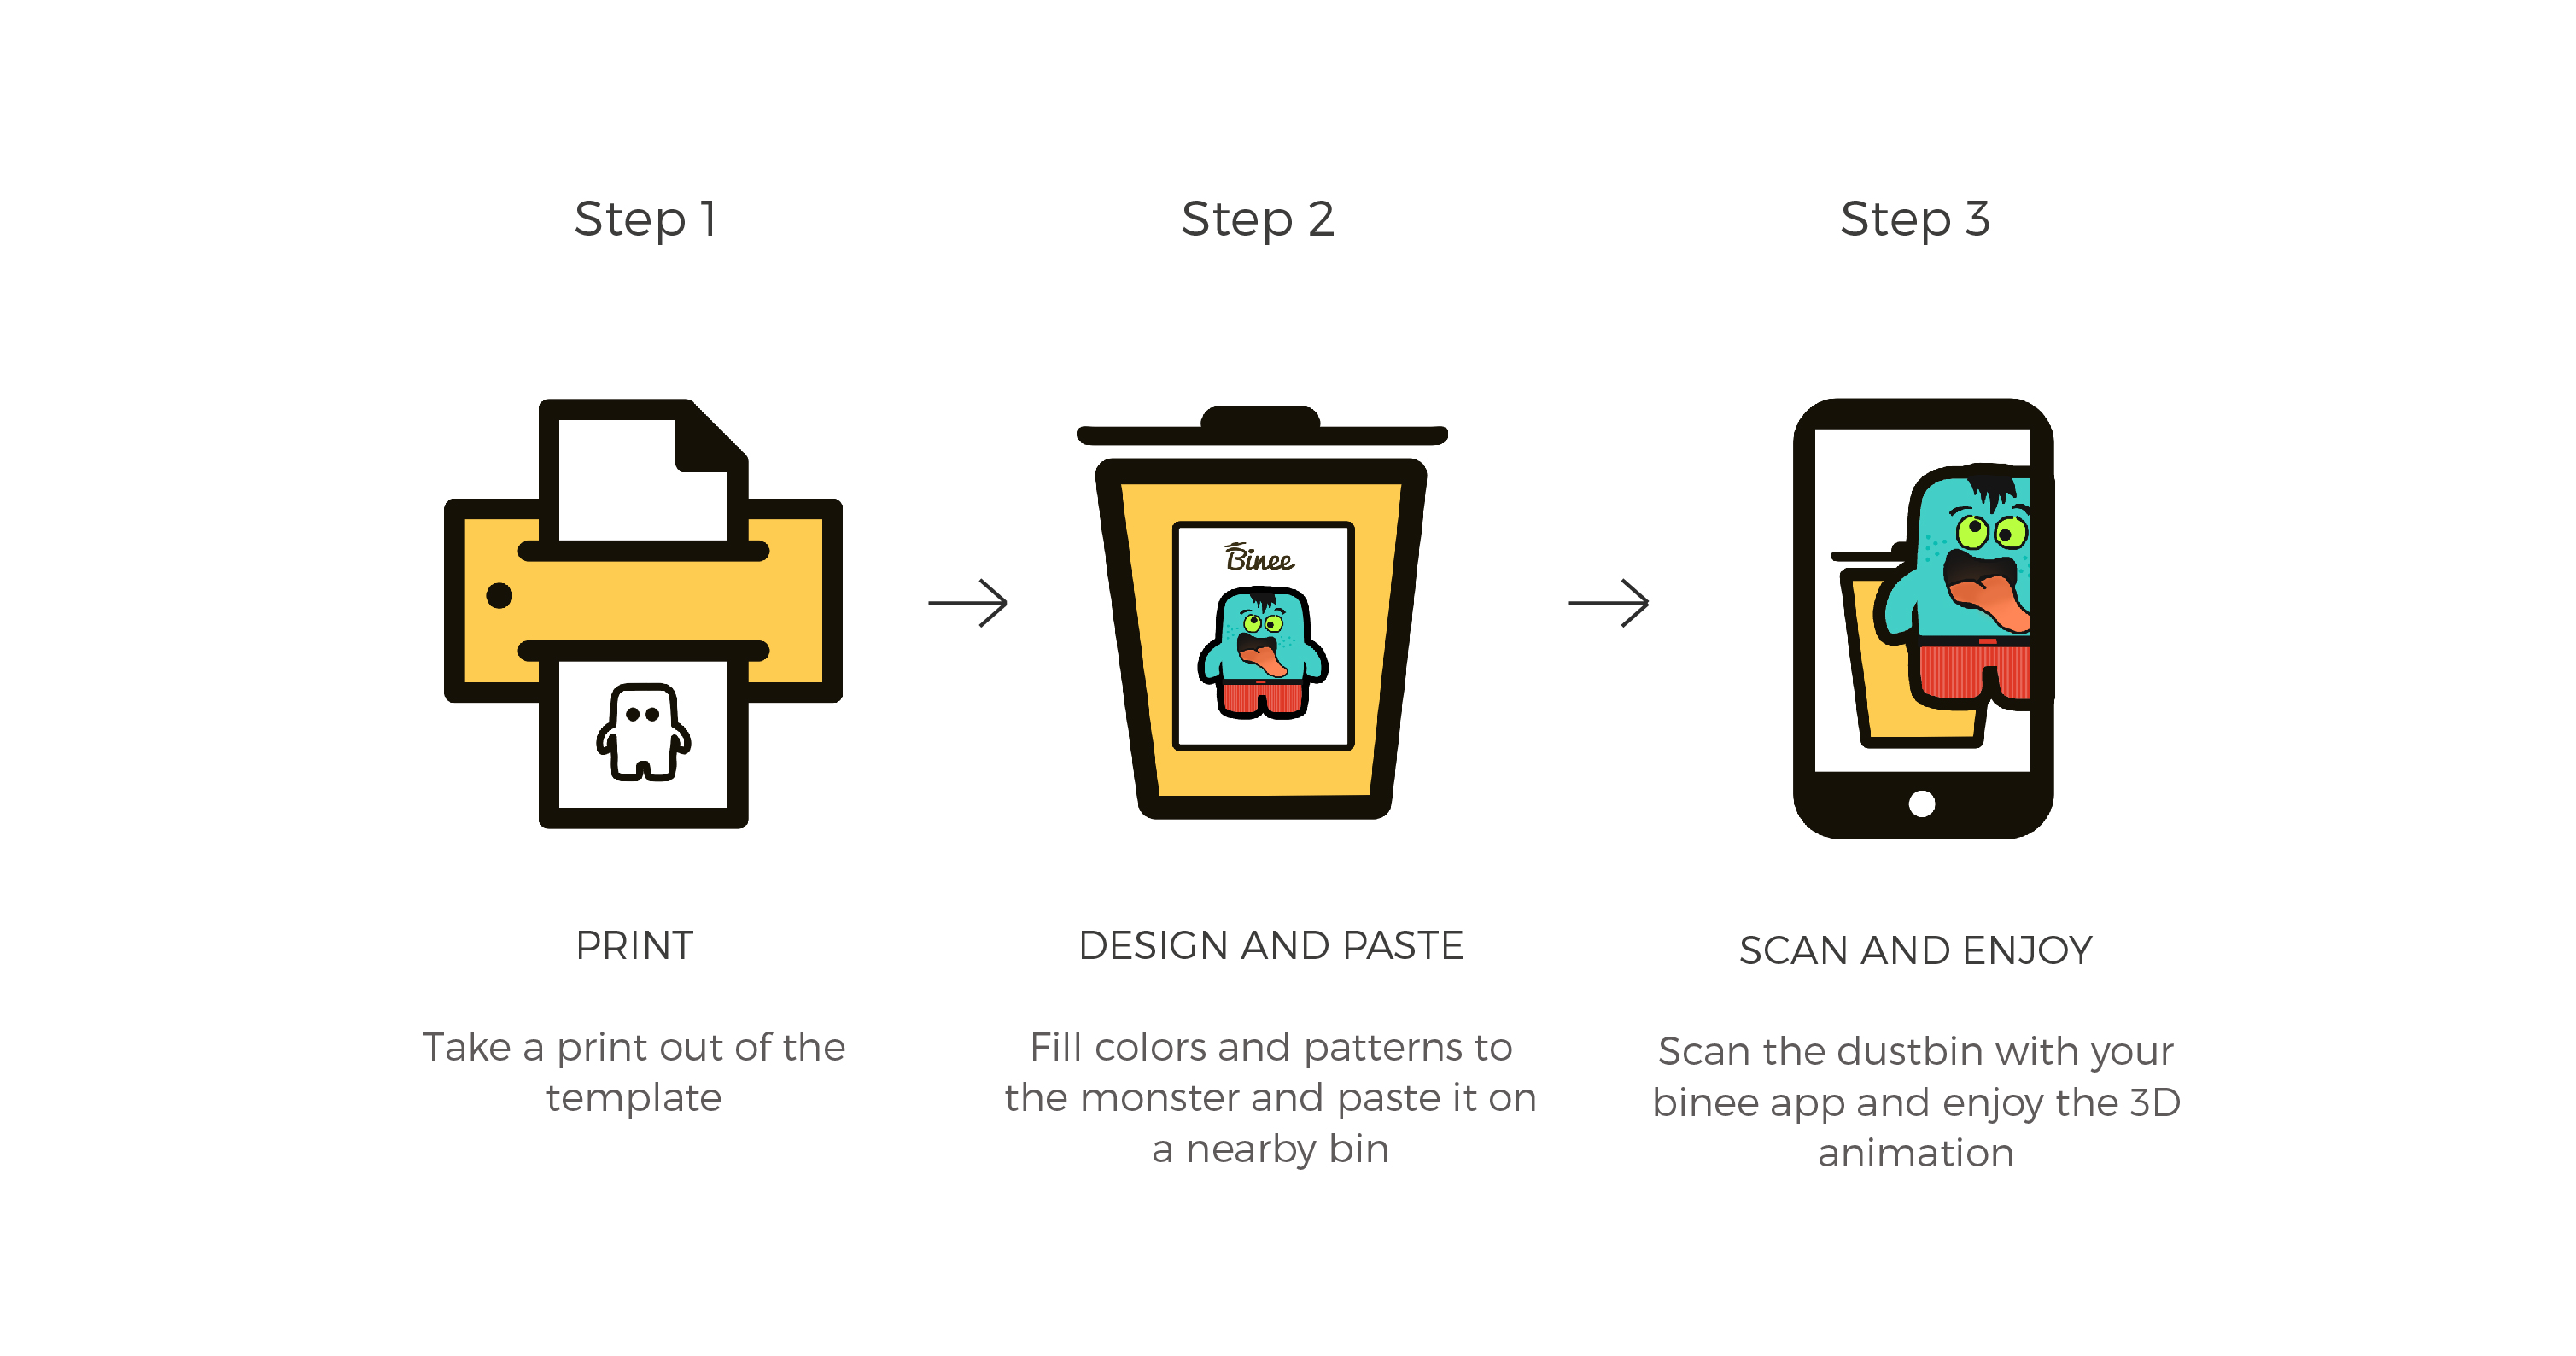 Step 1
Step 2
Step 3
Binee
PRINT
Take a print out of the
template
DESIGN AND PASTE
Fill colors and patterns to
the monster and paste it on
a nearby bin
SCAN AND ENJOY
Scan the dustbin with your
binee app and enjoy the 3D
animation